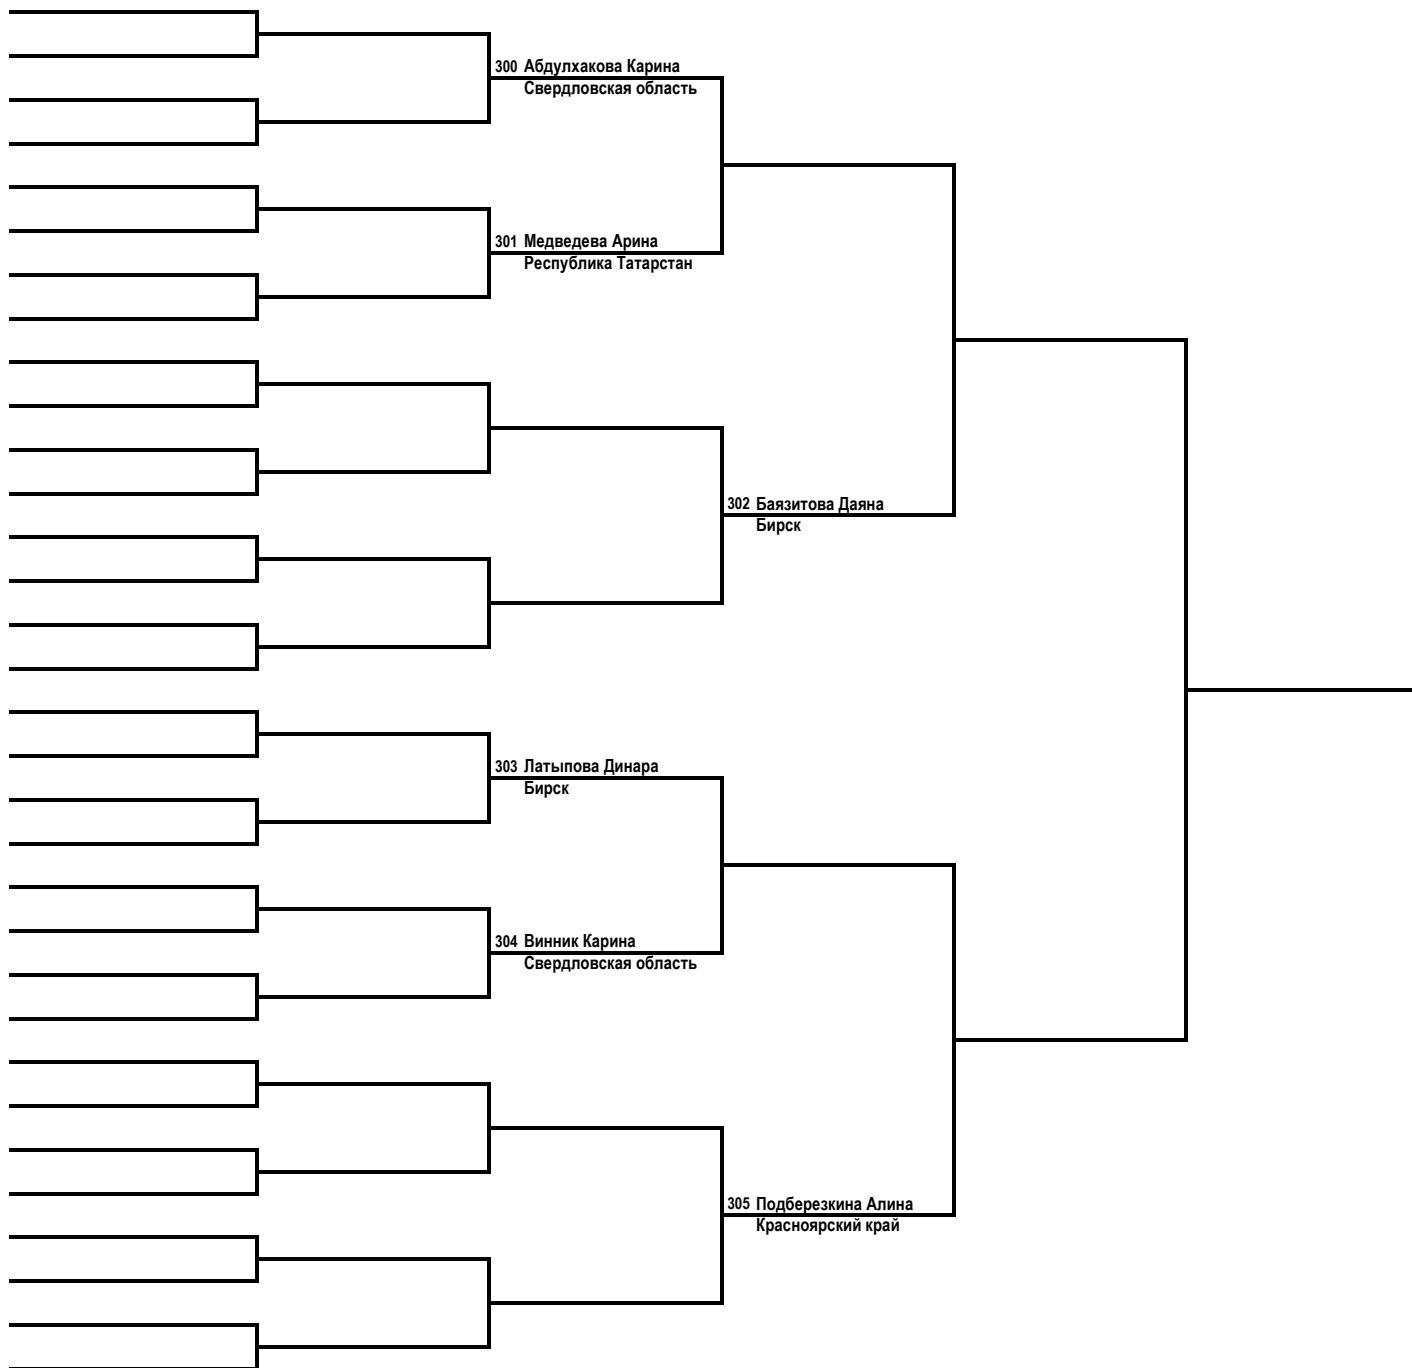 300 Абдулхакова Карина
Свердловская область
301 Медведева Арина
Республика Татарстан
302 Баязитова Даяна
Бирск
303 Латыпова Динара
Бирск
304 Винник Карина
Свердловская область
305 Подберезкина Алина
Красноярский край